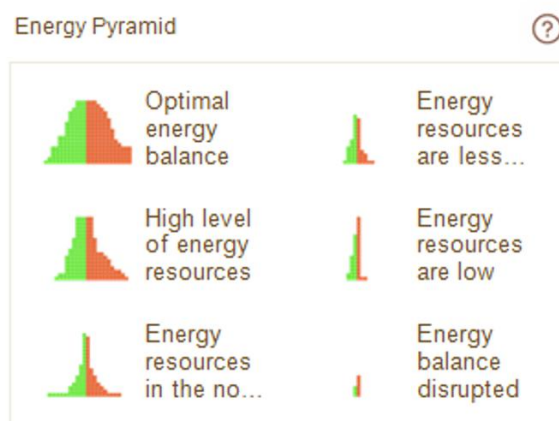 Energy Pyramid
?
Optimal
energy
balance
Energy
resources
are less...
High level
of energy
resources
Energy
resources
are low
Energy
resources
in the no...
Energy
balance
disrupted